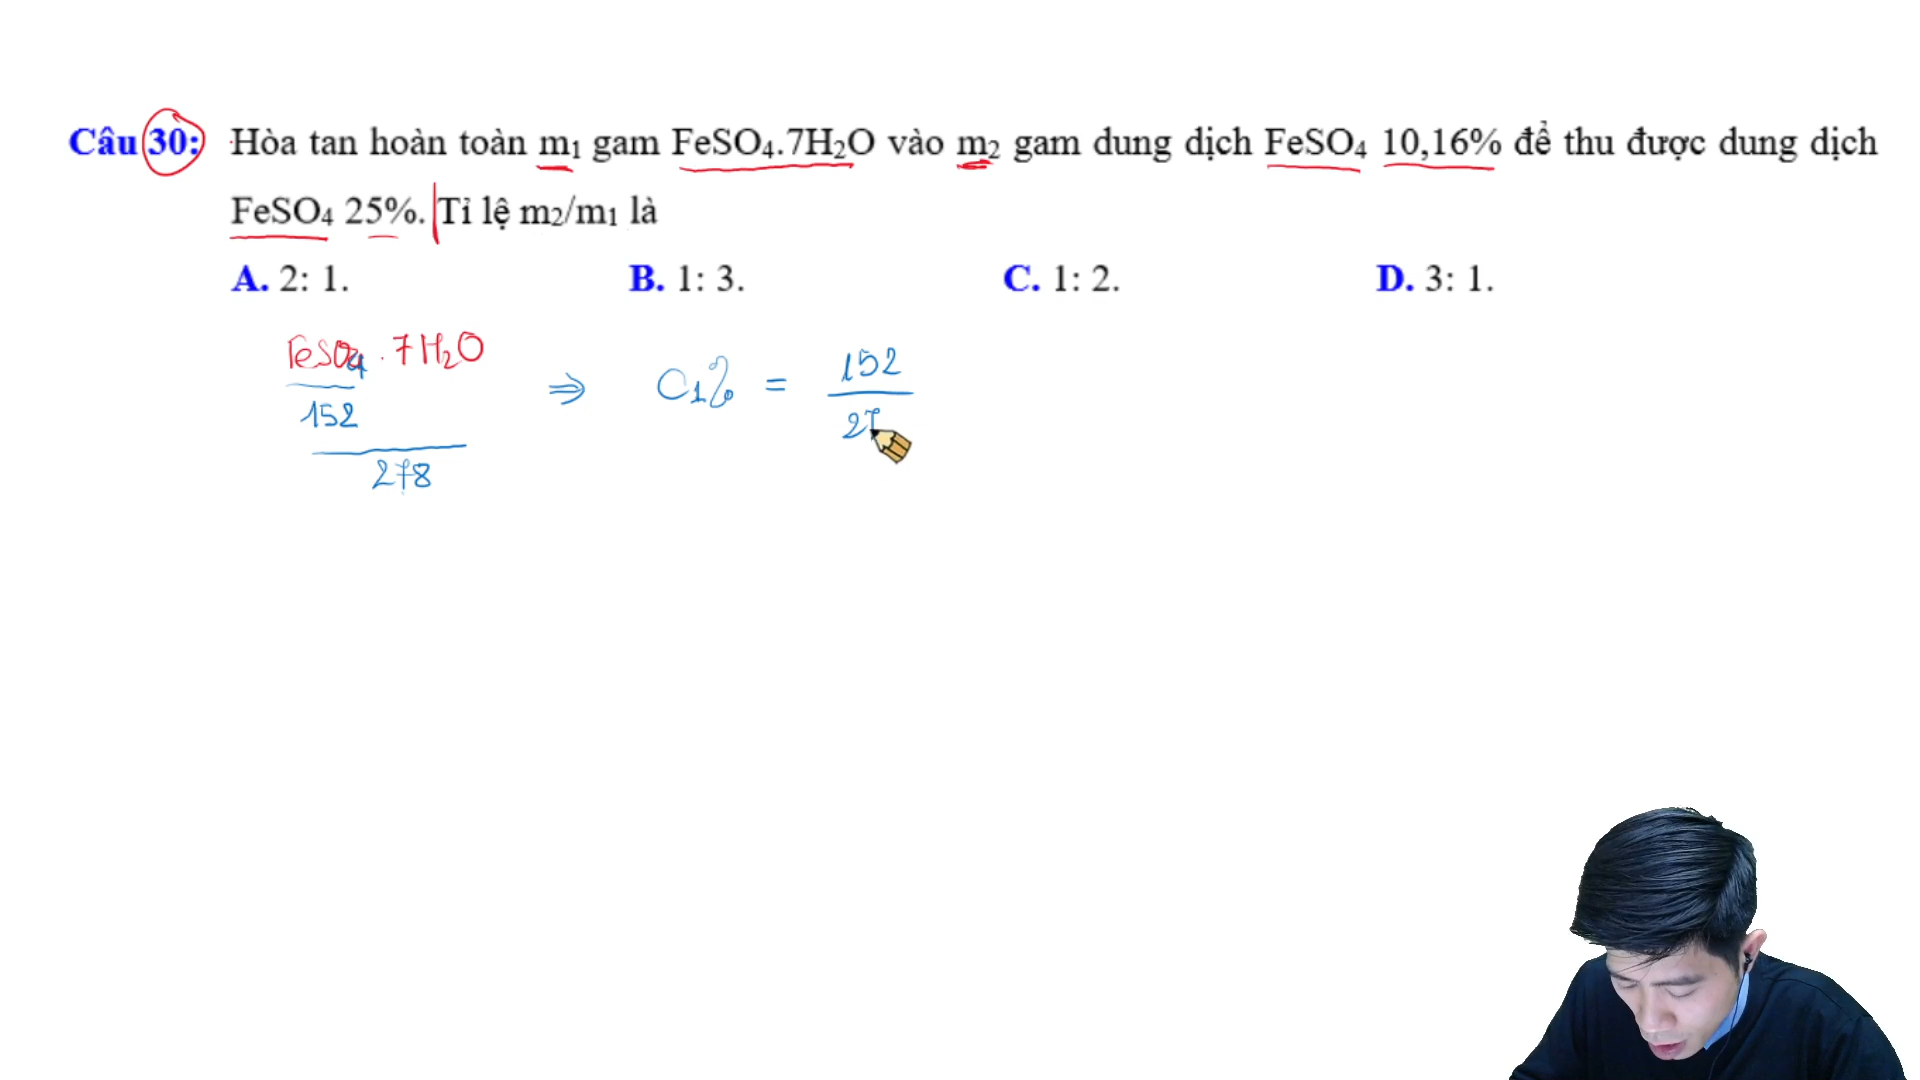 Câu 30: Hòa tan hoàn toàn m₁ gam FeSO₄.7H₂O vào m₂ gam dung dịch FeSO₄ 10,16% để thu được dung dịch
FeSO₄ 25%. Tỉ lệ m₂/m₁ là
A. 2: 1. B. 1: 3. C. 1: 2. D. 3: 1.
FeSO₄ . 7H₂O
152
278
⇒ C₁% = 152
27